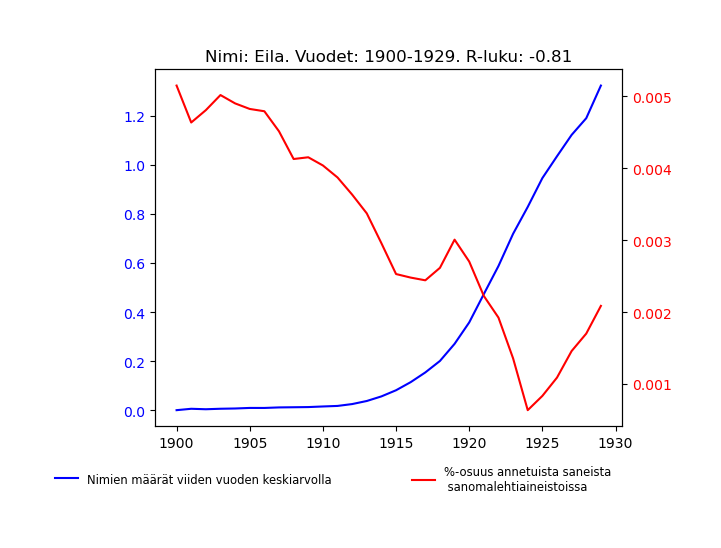 Nimi: Eila. Vuodet: 1900-1929. R-luku: -0.81
1.2
1.0
0.8
0.6
0.4
0.2
0.0
0.005
0.004
0.003
0.002
0.001
1900 1905 1910 1915 1920 1925 1930
Nimien määrät viiden vuoden keskiarvolla
%-osuus annetuista saneista
sanomalehtiaineistoissa